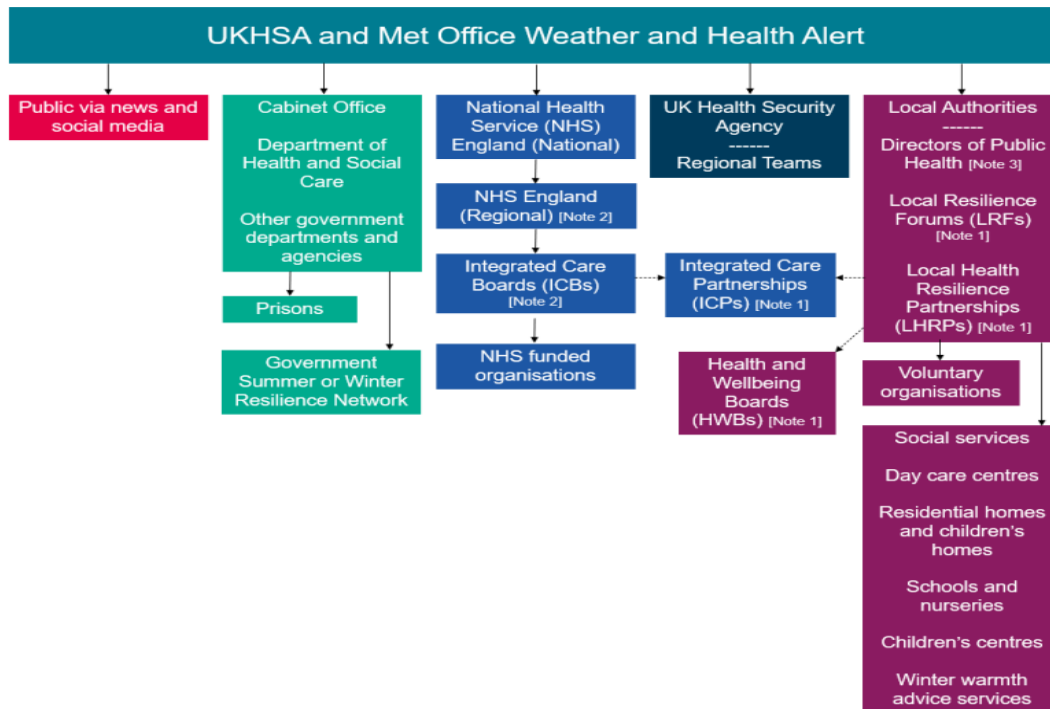 UKHSA and Met Office Weather and Health Alert
Public via news and
social media
Cabinet Office
Department of
Health and Social
Care
Other government
departments and
agencies
Prisons
Government
Summer or Winter
Resilience Network
National Health
Service (NHS)
England (National)
NHS England
(Regional) [Note 2]
Integrated Care
Boards (ICBs)
[Note 2]
NHS funded
organisations
UK Health Security
Agency
------
Regional Teams
Integrated Care
Partnerships
(ICPs) [Note 1]
Health and
Wellbeing
Boards
(HWBs) [Note 1]
Local Authorities
------
Directors of Public
Health [Note 3]
Local Resilience
Forums (LRFs)
[Note 1]
Local Health
Resilience
Partnerships
(LHRPs) [Note 1]
Voluntary
organisations
Social services
Day care centres
Residential homes
and children's
homes
Schools and
nurseries
Children's centres
Winter warmth
advice services